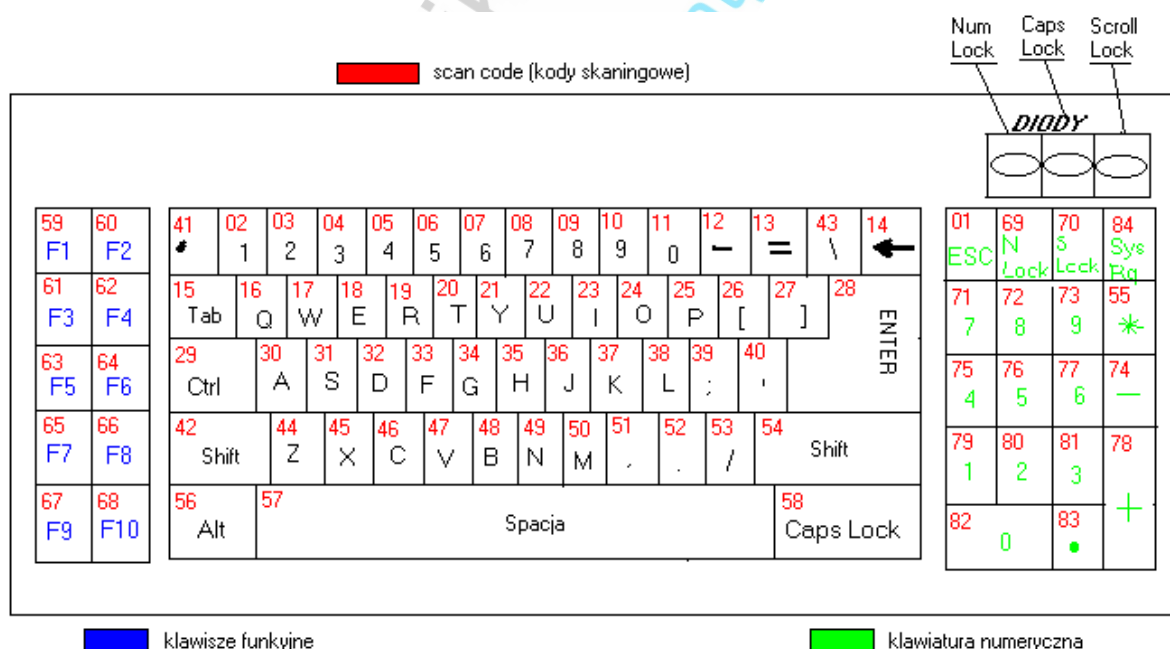 Num Caps Scroll
Lock Lock Lock
scan code (kody skaningowe)
DIODY
59 60 41 02 03 04 05 06 07 08 09 10 11 12 13 43 14 01 69 70 84
F1 F2 1 2 3 4 5 6 7 8 9 0 - = \ ESC N Lock S Lock Sys Rq
61 62 15 16 17 18 19 20 21 22 23 24 25 26 27 28 71 72 73 55
F3 F4 Tab Q W E R T Y U I O P [ ] ENTER 7 8 9 *
63 64 29 30 31 32 33 34 35 36 37 38 39 40 75 76 77 74
F5 F6 Ctrl A S D F G H J K L ; ' 4 5 6 -
65 66 42 44 45 46 47 48 49 50 51 52 53 54 79 80 81 78
F7 F8 Shift Z X C V B N M , . / Shift 1 2 3 +
67 68 56 57 58 82 83
F9 F10 Alt Spacja Caps Lock 0 .
klawisze funkyjne klawiatura numeryczna